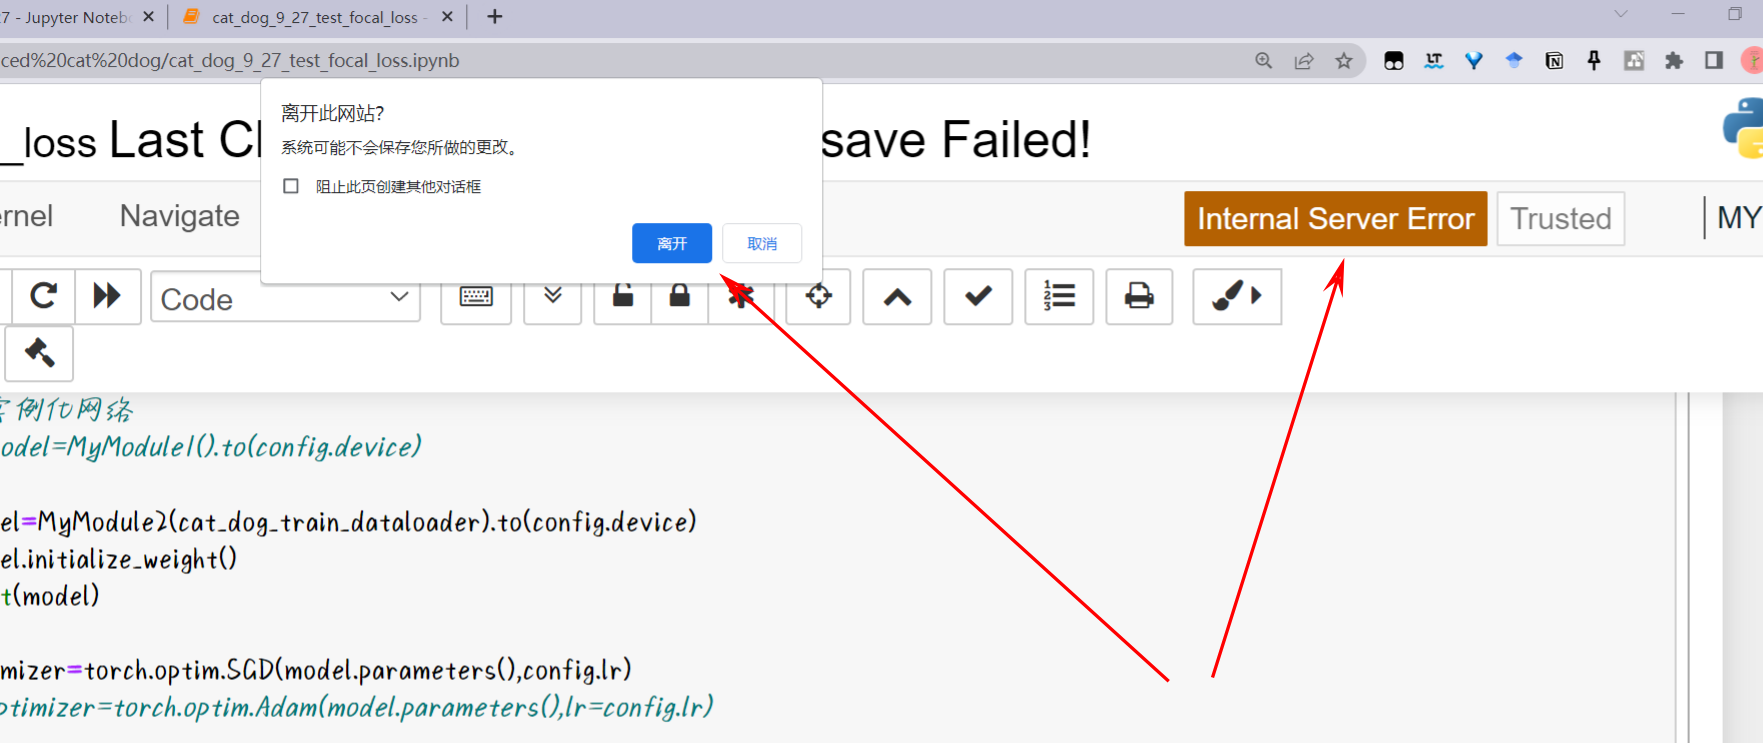 27 - Jupyter Noteb
cat_dog_9_27_test_focal_loss -
ced%20cat%20dog/cat_dog_9_27_test_focal_loss.ipynb
离开此网站?
系统可能不会保存您所做的更改。
阻止此页创建其他对话框
离开
取消
_loss Last Cl
save Failed!
ernel
Navigate
Internal Server Error
Trusted
MY
Code
实例化网络
odel=MyModule1().to(config.device)
el=MyModule2(cat_dog_train_dataloader).to(config.device)
el.initialize_weight()
t(model)
mizer=torch.optim.SGD(model.parameters(),config.lr)
ptimizer=torch.optim.Adam(model.parameters(),lr=config.lr)